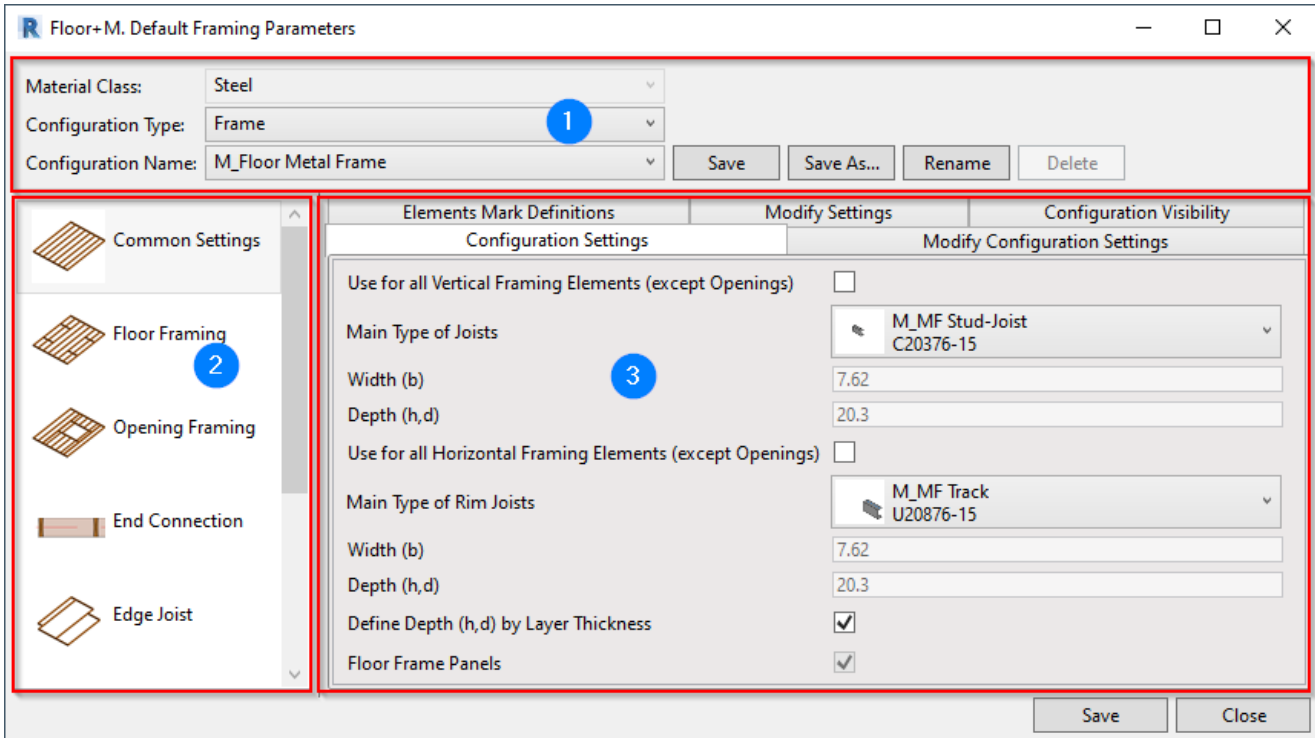 Floor+M. Default Framing Parameters
Material Class: Steel
Configuration Type: Frame
1
Configuration Name: M_Floor Metal Frame Save Save As... Rename Delete
Common Settings
Floor Framing
2
Opening Framing
End Connection
Edge Joist
Elements Mark Definitions Modify Settings Configuration Visibility
Configuration Settings Modify Configuration Settings
Use for all Vertical Framing Elements (except Openings)
Main Type of Joists M_MF Stud-Joist
C20376-15
3
Width (b) 7.62
Depth (h,d) 20.3
Use for all Horizontal Framing Elements (except Openings)
Main Type of Rim Joists M_MF Track
U20876-15
Width (b) 7.62
Depth (h,d) 20.3
Define Depth (h,d) by Layer Thickness
Floor Frame Panels
Save Close